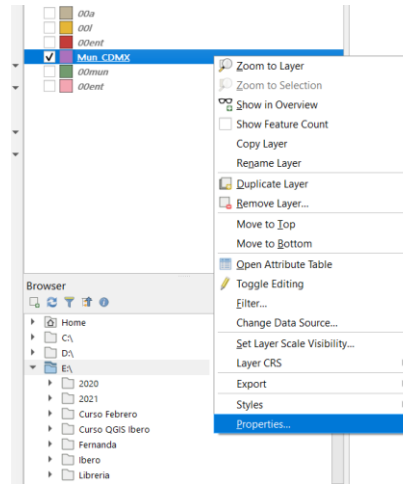 00a
00l
00ent
Mun_CDMX
00mun
00ent
Zoom to Layer
Zoom to Selection
Show in Overview
Show Feature Count
Copy Layer
Rename Layer
Duplicate Layer
Remove Layer...
Move to Top
Move to Bottom
Open Attribute Table
Toggle Editing
Filter...
Change Data Source...
Set Layer Scale Visibility...
Layer CRS
Export
Styles
Properties...
Browser
Home
C:\
D:\
E:\
2020
2021
Curso Febrero
Curso QGIS Ibero
Fernanda
Ibero
Libreria